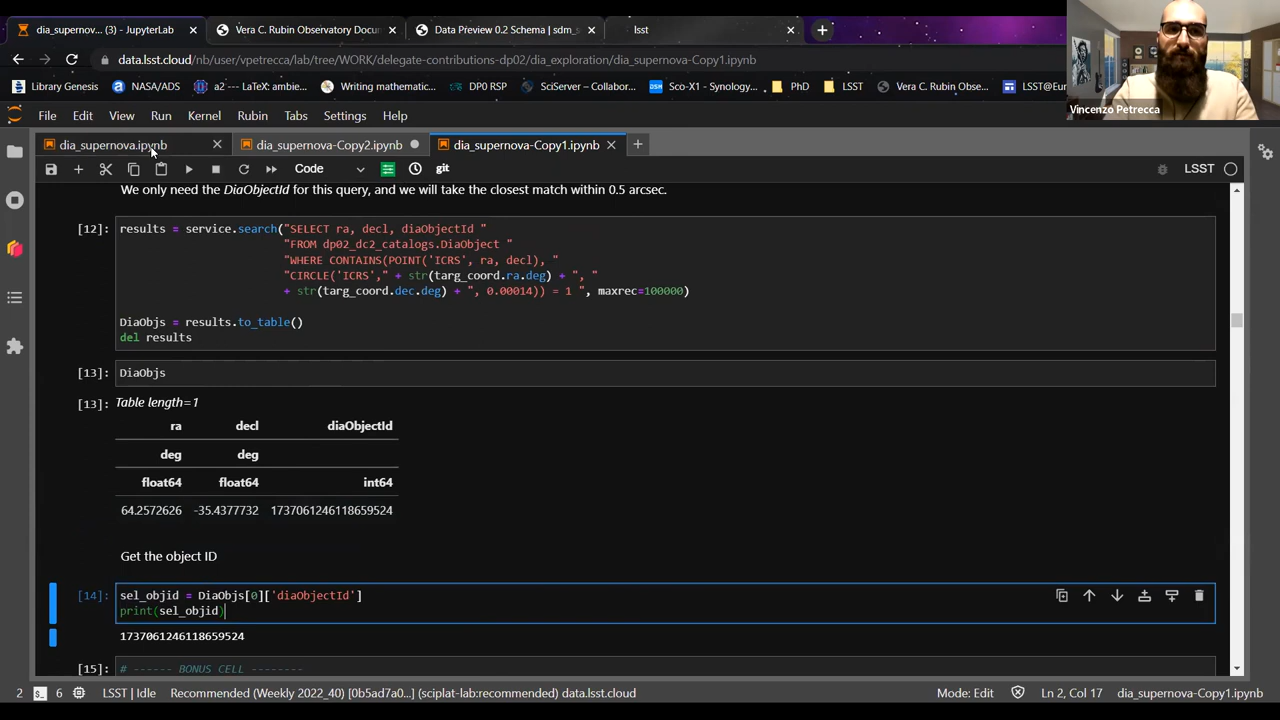 dia_supernov... (3) - JupyterLab
Vera C. Rubin Observatory Docu
Data Preview 0.2 Schema | sdm_s
lsst
data.lsst.cloud/nb/user/vpetrecca/lab/tree/WORK/delegate-contributions-dp02/dia_exploration/dia_supernova-Copy1.ipynb
Library Genesis
NASA/ADS
a2 ... LaTeX: ambie...
Writing mathematic...
DP0 RSP
SciServer – Collabor...
DSM
Sco-X1 - Synology...
PhD
LSST
Vera C. Rubin Obse...
LSST@Eur
Vincenzo Petrecca
File
Edit
View
Run
Kernel
Rubin
Tabs
Settings
Help
dia_supernova.ipynb
dia_supernova-Copy2.ipynb
dia_supernova-Copy1.ipynb
Code
git
LSST
We only need the DiaObjectId for this query, and we will take the closest match within 0.5 arcsec.
[12]:
results = service.search("SELECT ra, decl, diaObjectId "
"FROM dp02_dc2_catalogs.DiaObject "
"WHERE CONTAINS(POINT('ICRS', ra, decl), "
"CIRCLE('ICRS'," + str(targ_coord.ra.deg) + ", "
+ str(targ_coord.dec.deg) + ", 0.00014)) = 1 ", maxrec=100000)
DiaObjs = results.to_table()
del results
[13]:
DiaObjs
[13]:
Table length=1
ra decl diaObjectId
deg deg
float64 float64 int64
64.2572626 -35.4377732 1737061246118659524
Get the object ID
[14]:
sel_objid = DiaObjs[0]['diaObjectId']
print(sel_objid)
1737061246118659524
[15]:
# ------ BONUS CELL --------
2
6
LSST | Idle
Recommended (Weekly 2022_40) [0b5ad7a0...] (sciplat-lab:recommended) data.lsst.cloud
Mode: Edit
Ln 2, Col 17
dia_supernova-Copy1.ipynb